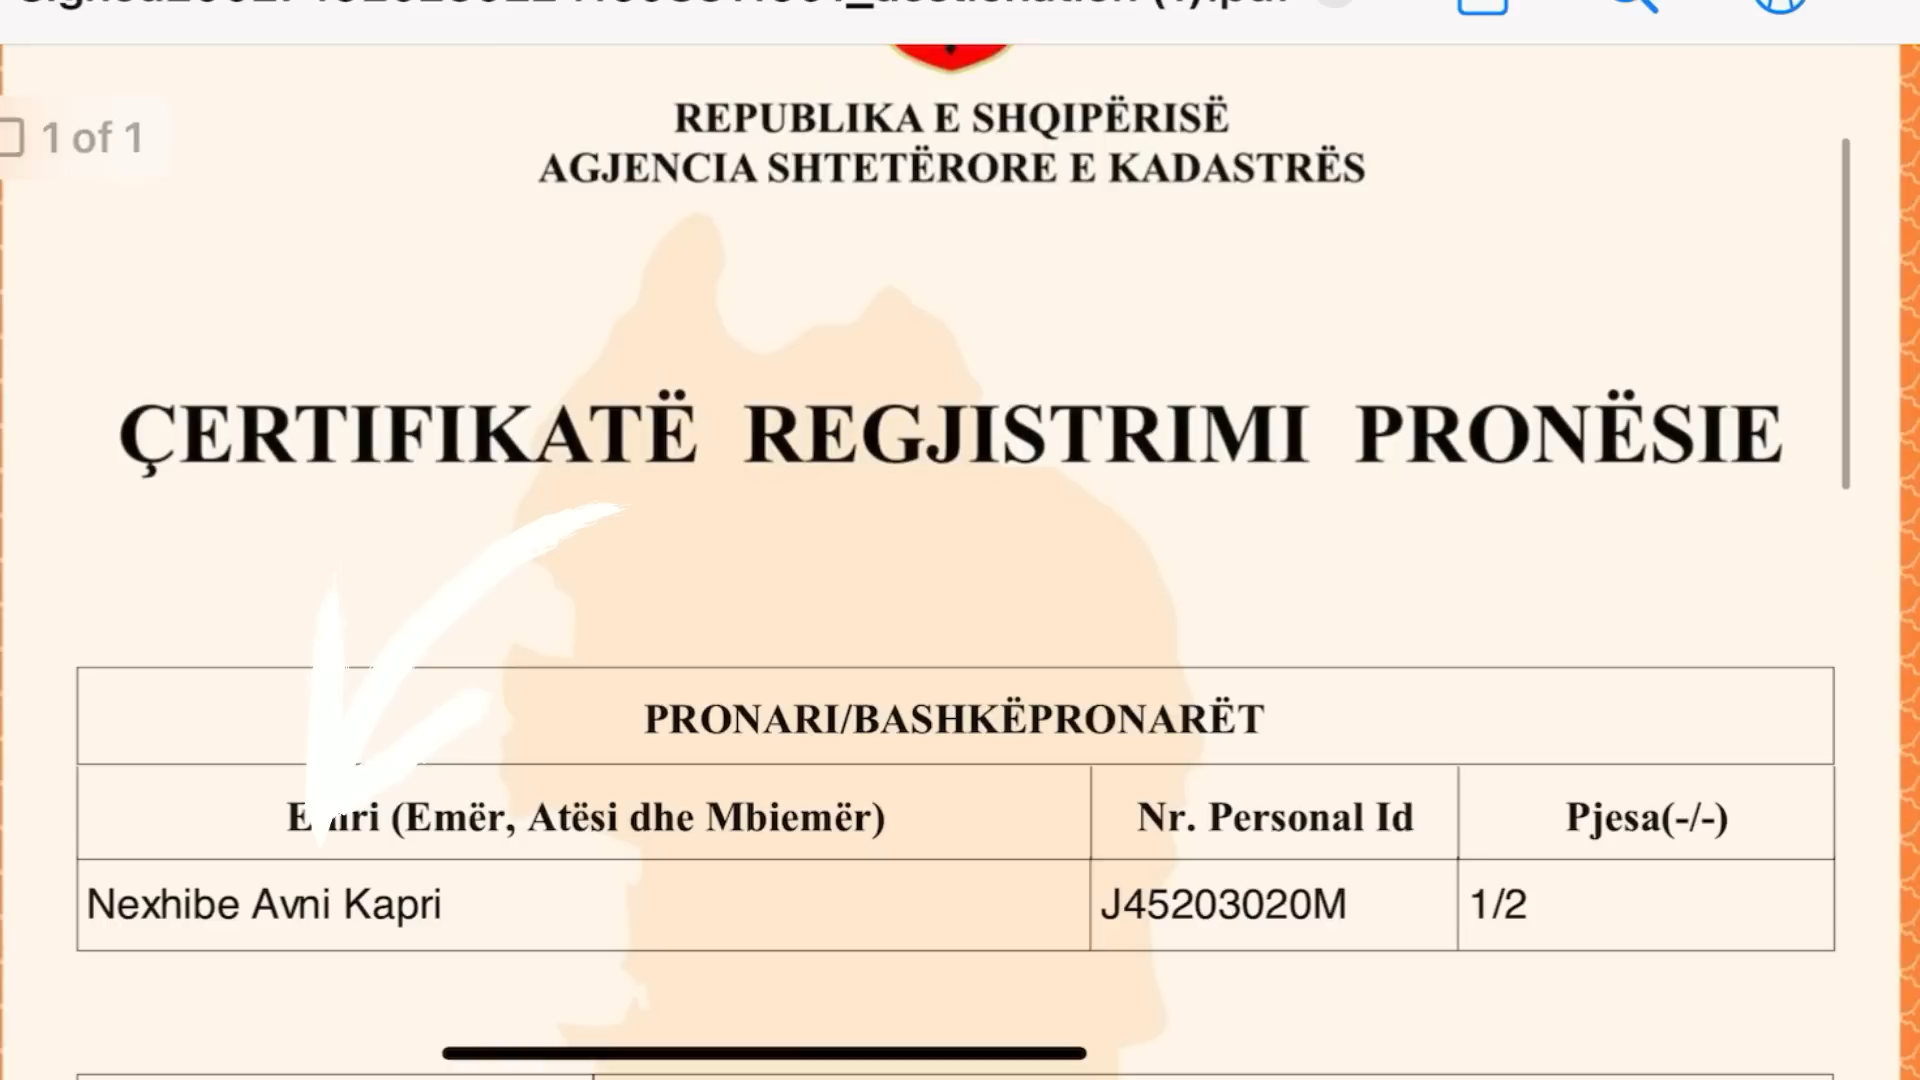 1 of 1
REPUBLIKA E SHQIPËRISË
AGJENCIA SHTETËRORE E KADASTRËS
ÇERTIFIKATË REGJISTRIMI PRONËSIE
PRONARI/BASHKËPRONARËT
(Emër, Atësi dhe Mbiemër) Nr. Personal Id Pjesa(-/-)
Nexhibe Avni Kapri J45203020M 1/2